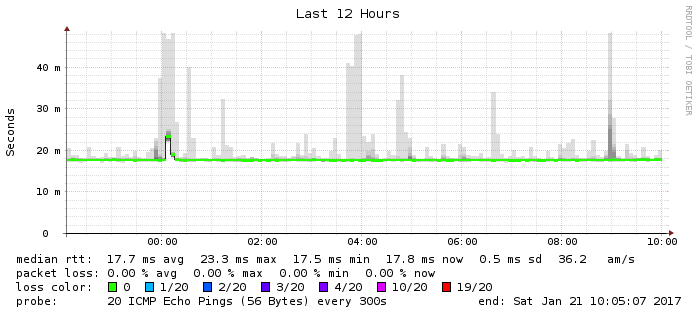 Last 12 Hours
RRDTOOL / TOBI OETIKER
Seconds
40 m
30 m
20 m
10 m
0
00:00 02:00 04:00 06:00 08:00 10:00
median rtt: 17.7 ms avg 23.3 ms max 17.5 ms min 17.8 ms now 0.5 ms sd 36.2 am/s
packet loss: 0.00 % avg 0.00 % max 0.00 % min 0.00 % now
loss color: 0 1/20 2/20 3/20 4/20 10/20 19/20
probe: 20 ICMP Echo Pings (56 Bytes) every 300s end: Sat Jan 21 10:05:07 2017